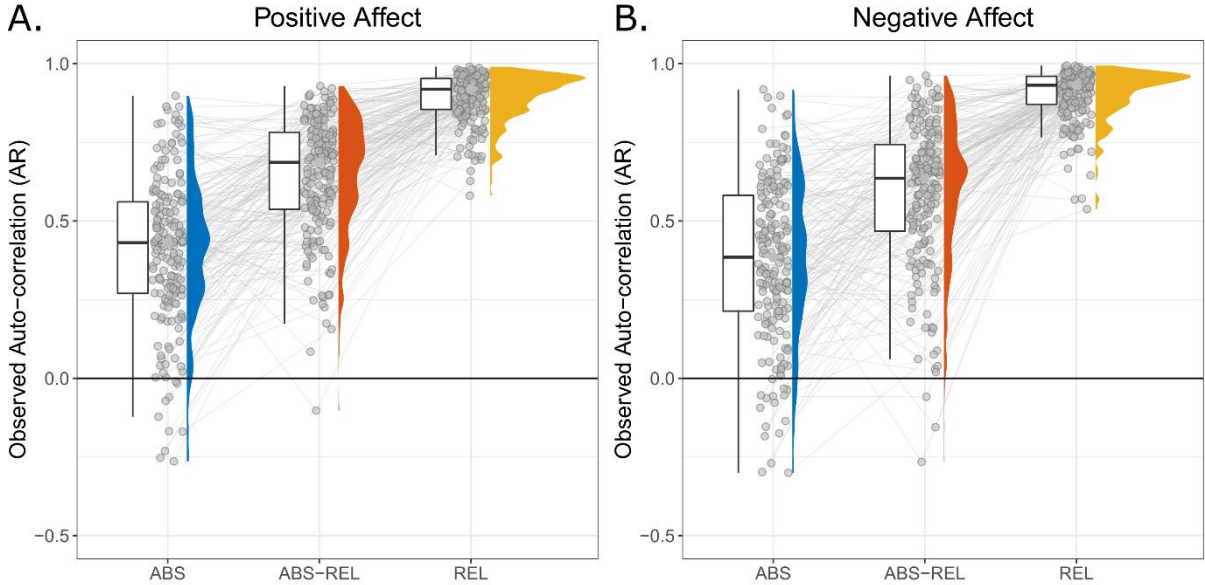 A.
Positive Affect
Observed Auto-correlation (AR)
1.0
0.5
0.0
−0.5
ABS
ABS-REL
REL
B.
Negative Affect
Observed Auto-correlation (AR)
1.0
0.5
0.0
−0.5
ABS
ABS-REL
REL